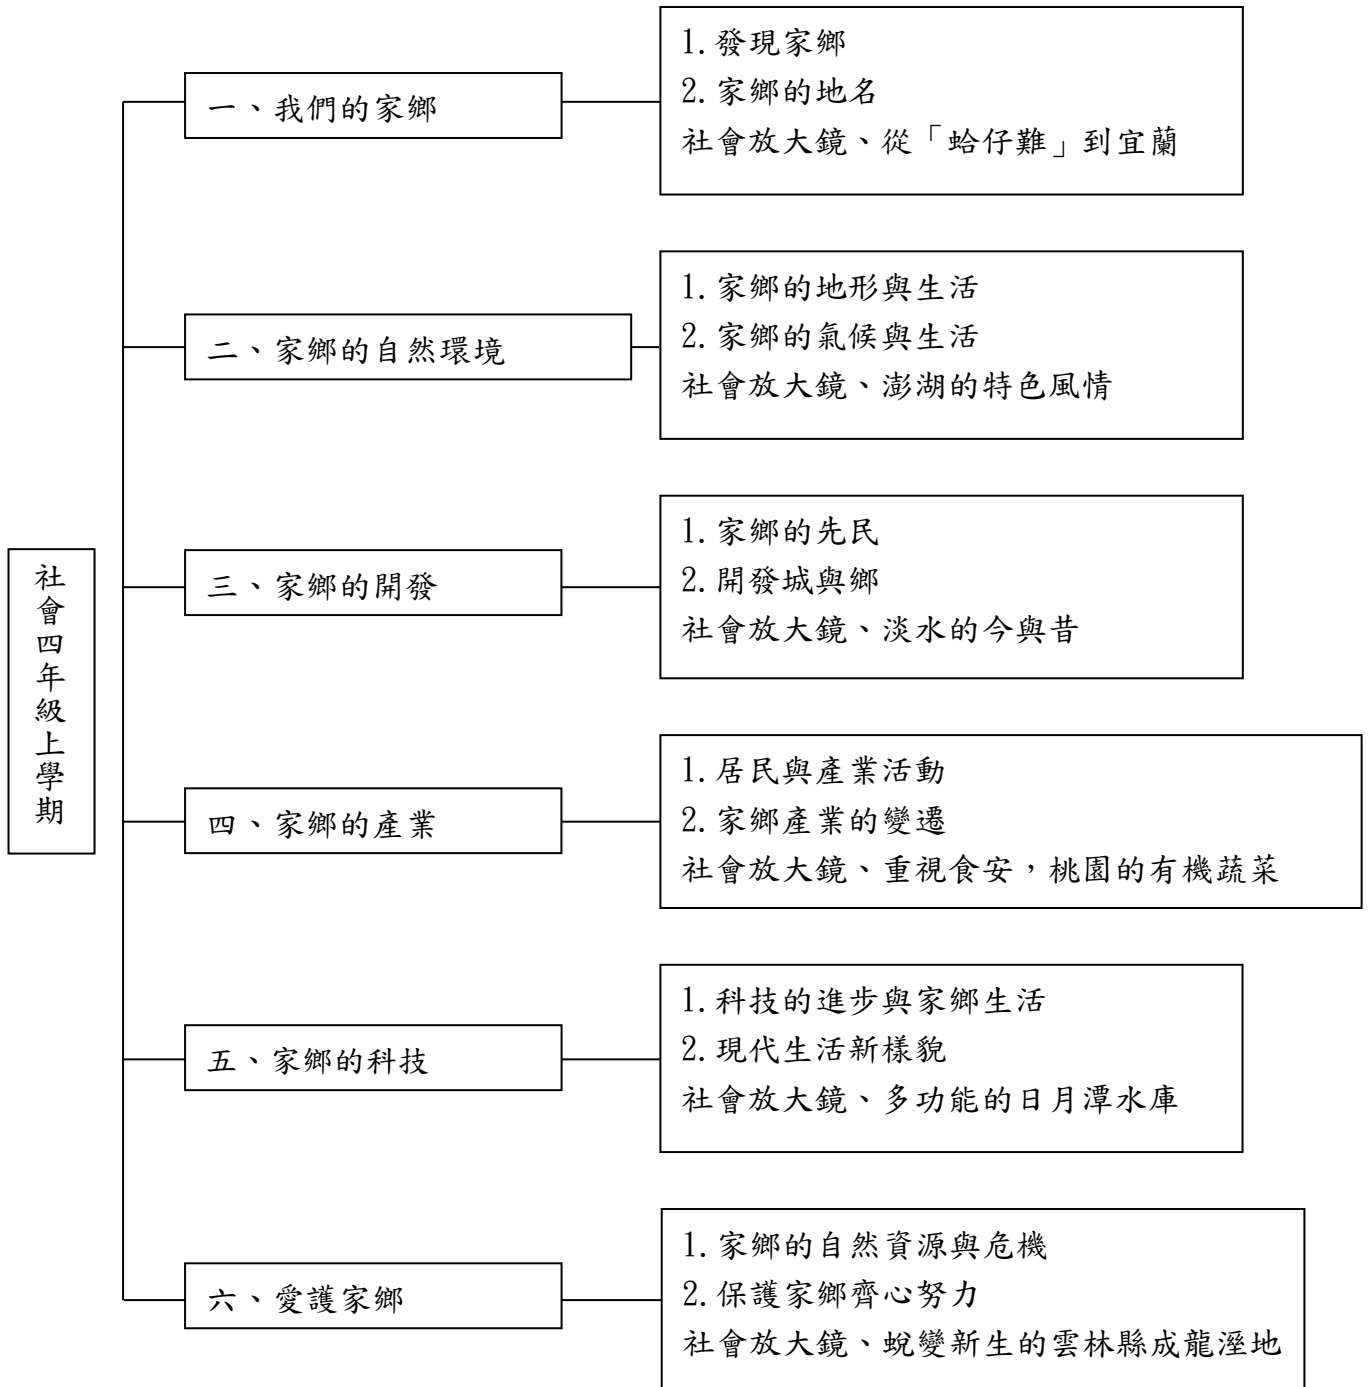 社會四年級上學期
一、我們的家鄉
1.發現家鄉
2.家鄉的地名
社會放大鏡、從「蛤仔難」到宜蘭
二、家鄉的自然環境
1.家鄉的地形與生活
2.家鄉的氣候與生活
社會放大鏡、澎湖的特色風情
三、家鄉的開發
1.家鄉的先民
2.開發城與鄉
社會放大鏡、淡水的今與昔
四、家鄉的產業
1.居民與產業活動
2.家鄉產業的變遷
社會放大鏡、重視食安，桃園的有機蔬菜
五、家鄉的科技
1.科技的進步與家鄉生活
2.現代生活新樣貌
社會放大鏡、多功能的日月潭水庫
六、愛護家鄉
1.家鄉的自然資源與危機
2.保護家鄉齊心努力
社會放大鏡、蛻變新生的雲林縣成龍溼地